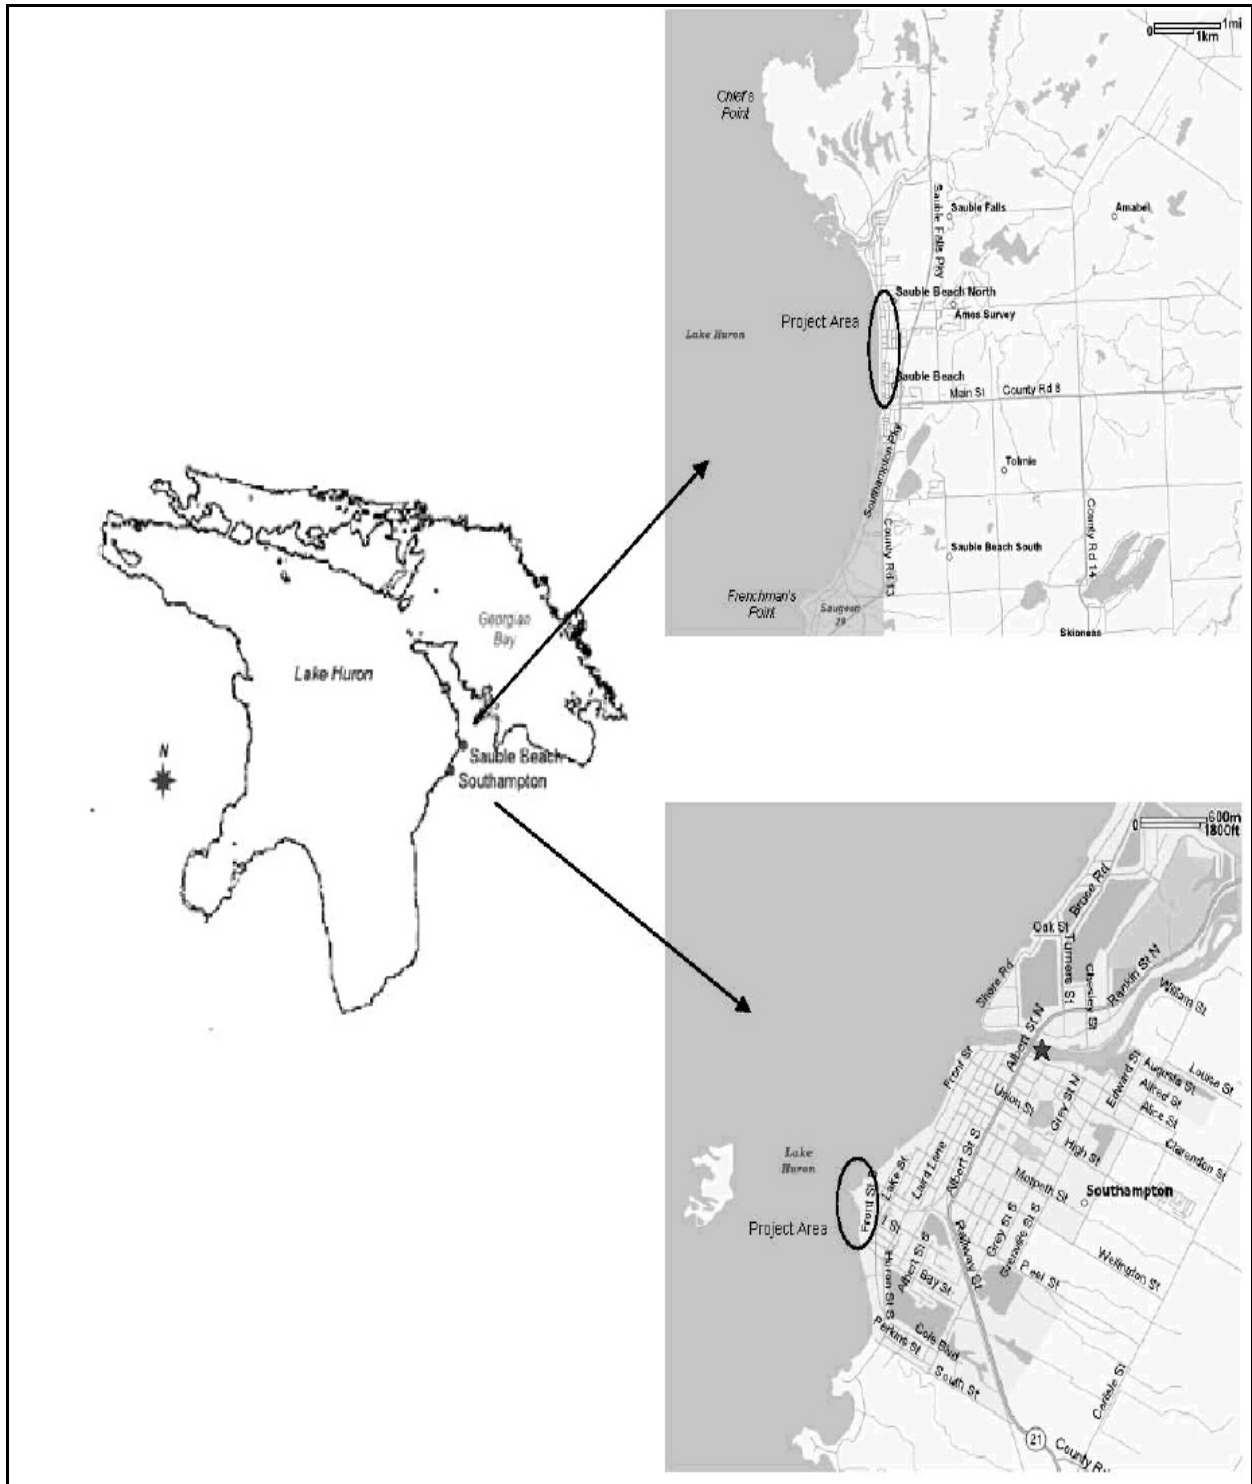 1mi
0
1km
Chief's
Point
Sauble Falls Pky
Sauble Falls
Amabel
Sauble Beach North
Ames Survey
Project Area
Lake Huron
Sauble Beach
Main St
County Rd 8
Southampton Pky
Tolmie
County Rd 13
County Rd 14
Sauble Beach South
Frenchman's
Point
Saugeen
29
Skipness
Georgian
Bay
Lake Huron
N
Sauble Beach
Southampton
600m
0
1800ft
Bruce Rd
Oak St
Turners St
Chesley St
Rankin St N
William St
Shore Rd
Albert St N
Front St
Union St
Grey St N
Edward St
Augusta St
Louisa St
Alfred St
Alice St
Clarendon St
High St
Lake
Huron
Lake St
Laird Lane
Albert St S
Morpeth St
Southampton
Front St S
Project Area
Grey St S
Grenville St S
Railway St
Wellington St
Peel St
Huron St S
Albert St S
Bay St
Cole Blvd
Perkins St
South St
Carlisle St
21